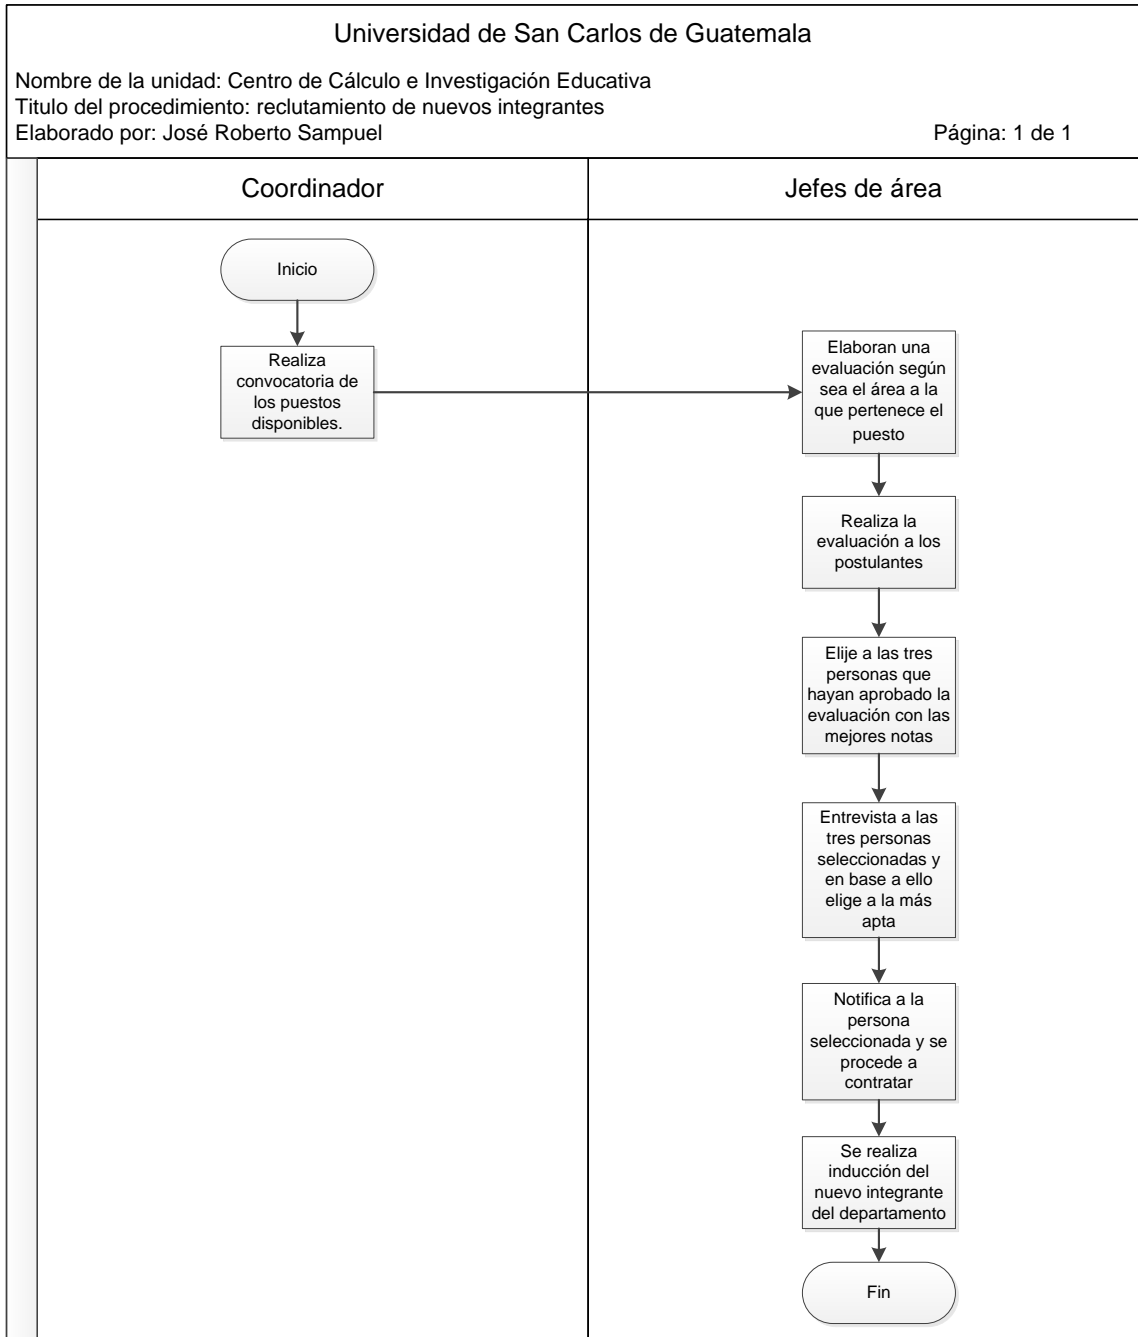 Universidad de San Carlos de Guatemala
Nombre de la unidad: Centro de Cálculo e Investigación Educativa
Titulo del procedimiento: reclutamiento de nuevos integrantes
Elaborado por: José Roberto Sampuel
Página: 1 de 1
Coordinador
Jefes de área
Inicio
Realiza
convocatoria de
los puestos
disponibles.
Elaboran una
evaluación según
sea el área a la
que pertenece el
puesto
Realiza la
evaluación a los
postulantes
Elije a las tres
personas que
hayan aprobado la
evaluación con las
mejores notas
Entrevista a las
tres personas
seleccionadas y
en base a ello
elige a la más
apta
Notifica a la
persona
seleccionada y se
procede a
contratar
Se realiza
inducción del
nuevo integrante
del departamento
Fin